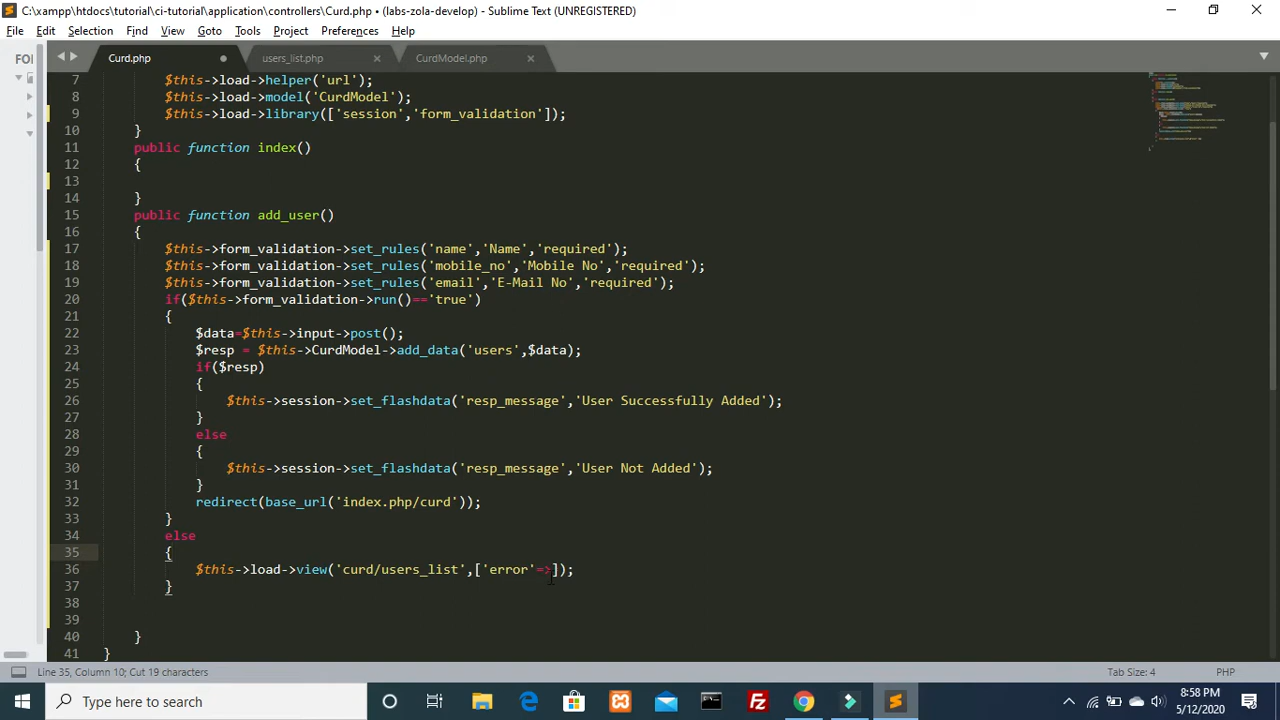 C:\xampp\htdocs\tutorial\ci-tutorial\application\controllers\Curd.php • (labs-zola-develop) - Sublime Text (UNREGISTERED)
File Edit Selection Find View Goto Tools Project Preferences Help
FOI
Curd.php users_list.php CurdModel.php
7 $this->load->helper('url');
8 $this->load->model('CurdModel');
9 $this->load->library(['session','form_validation']);
10 }
11 public function index()
12 {
13
14 }
15 public function add_user()
16 {
17 $this->form_validation->set_rules('name','Name','required');
18 $this->form_validation->set_rules('mobile_no','Mobile No','required');
19 $this->form_validation->set_rules('email','E-Mail No','required');
20 if($this->form_validation->run()=='true')
21 {
22 $data=$this->input->post();
23 $resp = $this->CurdModel->add_data('users',$data);
24 if($resp)
25 {
26 $this->session->set_flashdata('resp_message','User Successfully Added');
27 }
28 else
29 {
30 $this->session->set_flashdata('resp_message','User Not Added');
31 }
32 redirect(base_url('index.php/curd'));
33 }
34 else
35 {
36 $this->load->view('curd/users_list',['error'=>]);
37 }
38
39
40 }
41 }
Line 35, Column 10; Cut 19 characters
Tab Size: 4 PHP
Type here to search
8:58 PM
5/12/2020